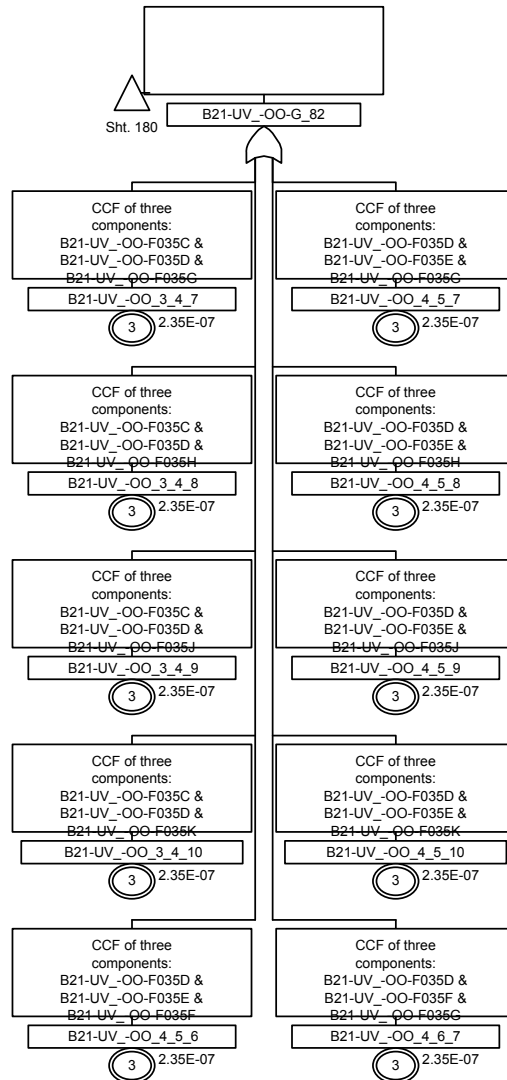 Sht. 180
B21-UV_-OO-G_82
CCF of three
components:
B21-UV_-OO-F035C &
B21-UV_-OO-F035D &
B21-UV_-OO-F035G
B21-UV_-OO_3_4_7
3
2.35E-07
CCF of three
components:
B21-UV_-OO-F035D &
B21-UV_-OO-F035E &
B21-UV_-OO-F035G
B21-UV_-OO_4_5_7
3
2.35E-07
CCF of three
components:
B21-UV_-OO-F035C &
B21-UV_-OO-F035D &
B21-UV_-OO-F035H
B21-UV_-OO_3_4_8
3
2.35E-07
CCF of three
components:
B21-UV_-OO-F035D &
B21-UV_-OO-F035E &
B21-UV_-OO-F035H
B21-UV_-OO_4_5_8
3
2.35E-07
CCF of three
components:
B21-UV_-OO-F035C &
B21-UV_-OO-F035D &
B21-UV_-OO-F035J
B21-UV_-OO_3_4_9
3
2.35E-07
CCF of three
components:
B21-UV_-OO-F035D &
B21-UV_-OO-F035E &
B21-UV_-OO-F035J
B21-UV_-OO_4_5_9
3
2.35E-07
CCF of three
components:
B21-UV_-OO-F035C &
B21-UV_-OO-F035D &
B21-UV_-OO-F035K
B21-UV_-OO_3_4_10
3
2.35E-07
CCF of three
components:
B21-UV_-OO-F035D &
B21-UV_-OO-F035E &
B21-UV_-OO-F035K
B21-UV_-OO_4_5_10
3
2.35E-07
CCF of three
components:
B21-UV_-OO-F035D &
B21-UV_-OO-F035E &
B21-UV_-OO-F035F
B21-UV_-OO_4_5_6
3
2.35E-07
CCF of three
components:
B21-UV_-OO-F035D &
B21-UV_-OO-F035F &
B21-UV_-OO-F035G
B21-UV_-OO_4_6_7
3
2.35E-07